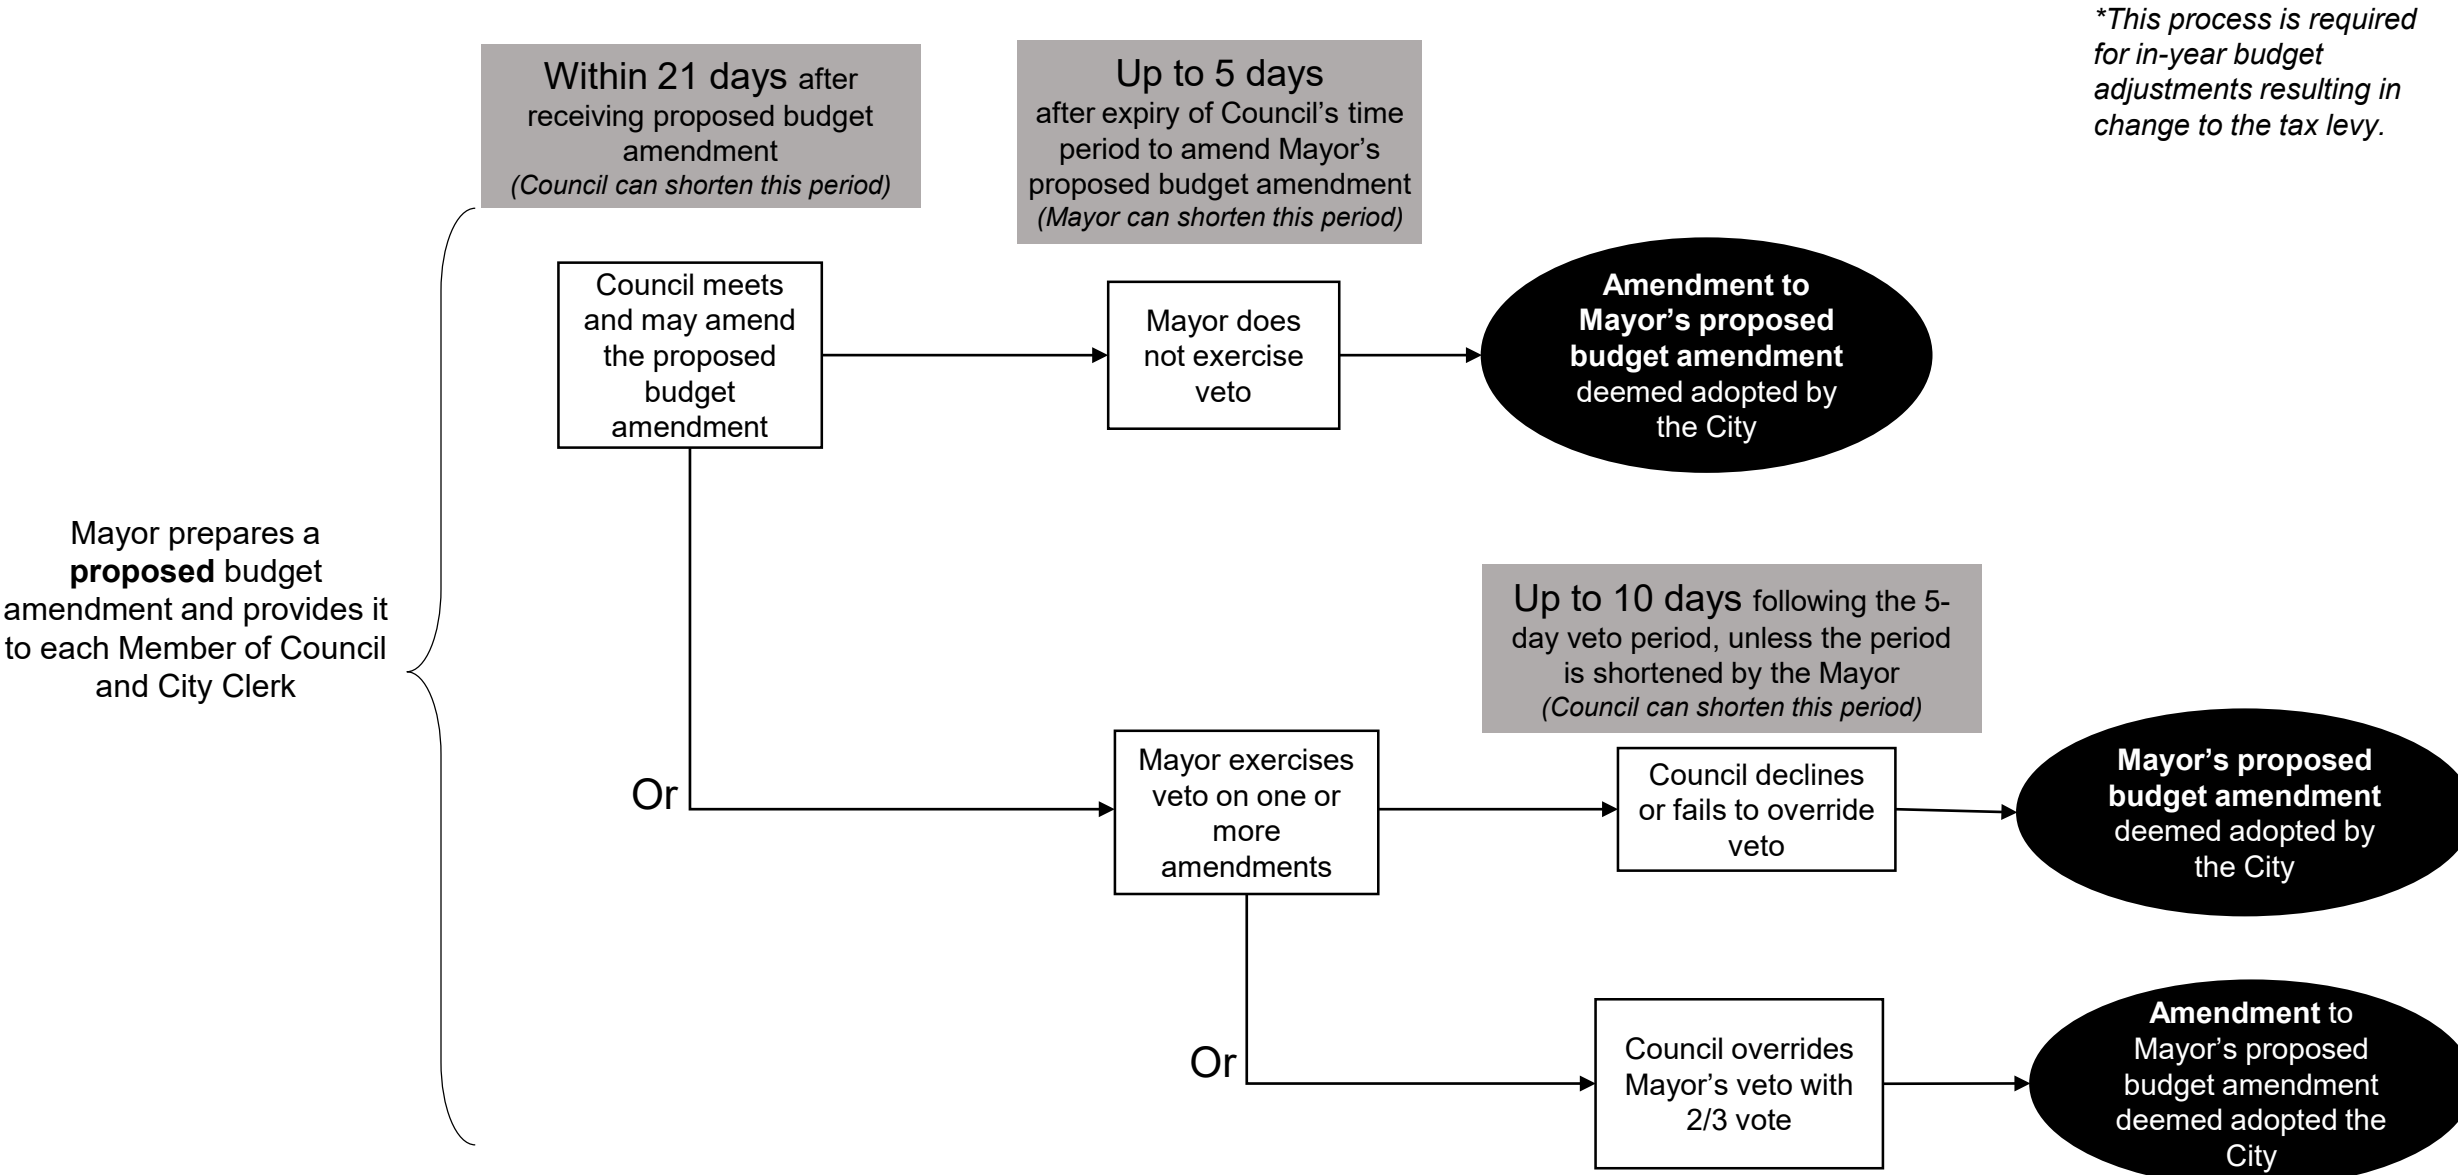 *This process is required
for in-year budget
adjustments resulting in
change to the tax levy.
Within 21 days after
receiving proposed budget
amendment
(Council can shorten this period)
Up to 5 days
after expiry of Council’s time
period to amend Mayor’s
proposed budget amendment
(Mayor can shorten this period)
Council meets
and may amend
the proposed
budget
amendment
Mayor does
not exercise
veto
Amendment to
Mayor’s proposed
budget amendment
deemed adopted by
the City
Mayor prepares a
proposed budget
amendment and provides it
to each Member of Council
and City Clerk
Up to 10 days following the 5-
day veto period, unless the period
is shortened by the Mayor
(Council can shorten this period)
Or
Mayor exercises
veto on one or
more
amendments
Council declines
or fails to override
veto
Mayor’s proposed
budget amendment
deemed adopted by
the City
Or
Council overrides
Mayor’s veto with
2/3 vote
Amendment to
Mayor’s proposed
budget amendment
deemed adopted the
City